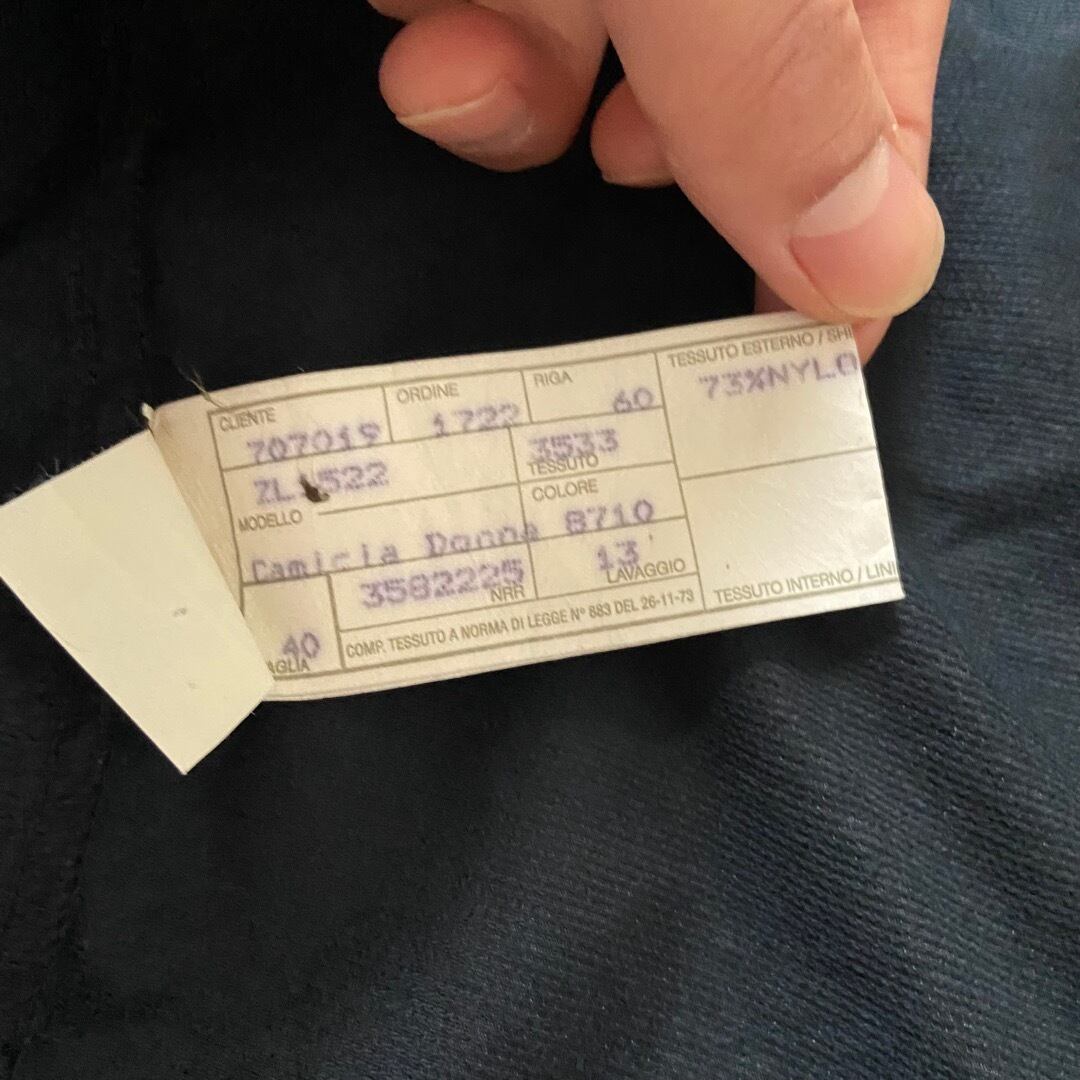 CLIENTE
707019
ORDINE
1722
RIGA
60
TESSUTO ESTERNO / SHI
73%NYLO
522
MODELLO
3533
TESSUTO
COLORE
8710
Camicia Donna
3582225
NRR
13
LAVAGGIO
40
AGLIA
COMP. TESSUTO A NORMA DI LEGGE N° 883 DEL 26-11-73
TESSUTO INTERNO / LINI